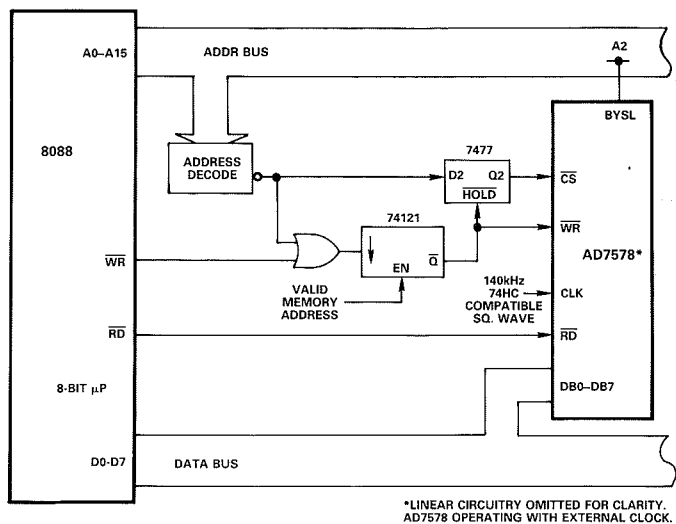 A0–A15
ADDR BUS
A2
BYSL
8088
ADDRESS
DECODE
7477
D2 Q2
HOLD
CS
74121
WR
AD7578*
WR
EN
Q
VALID
MEMORY
ADDRESS
140kHz
74HC
COMPATIBLE
SQ. WAVE
CLK
RD
RD
8-BIT μP
DB0–DB7
D0-D7
DATA BUS
*LINEAR CIRCUITRY OMITTED FOR CLARITY.
AD7578 OPERATING WITH EXTERNAL CLOCK.